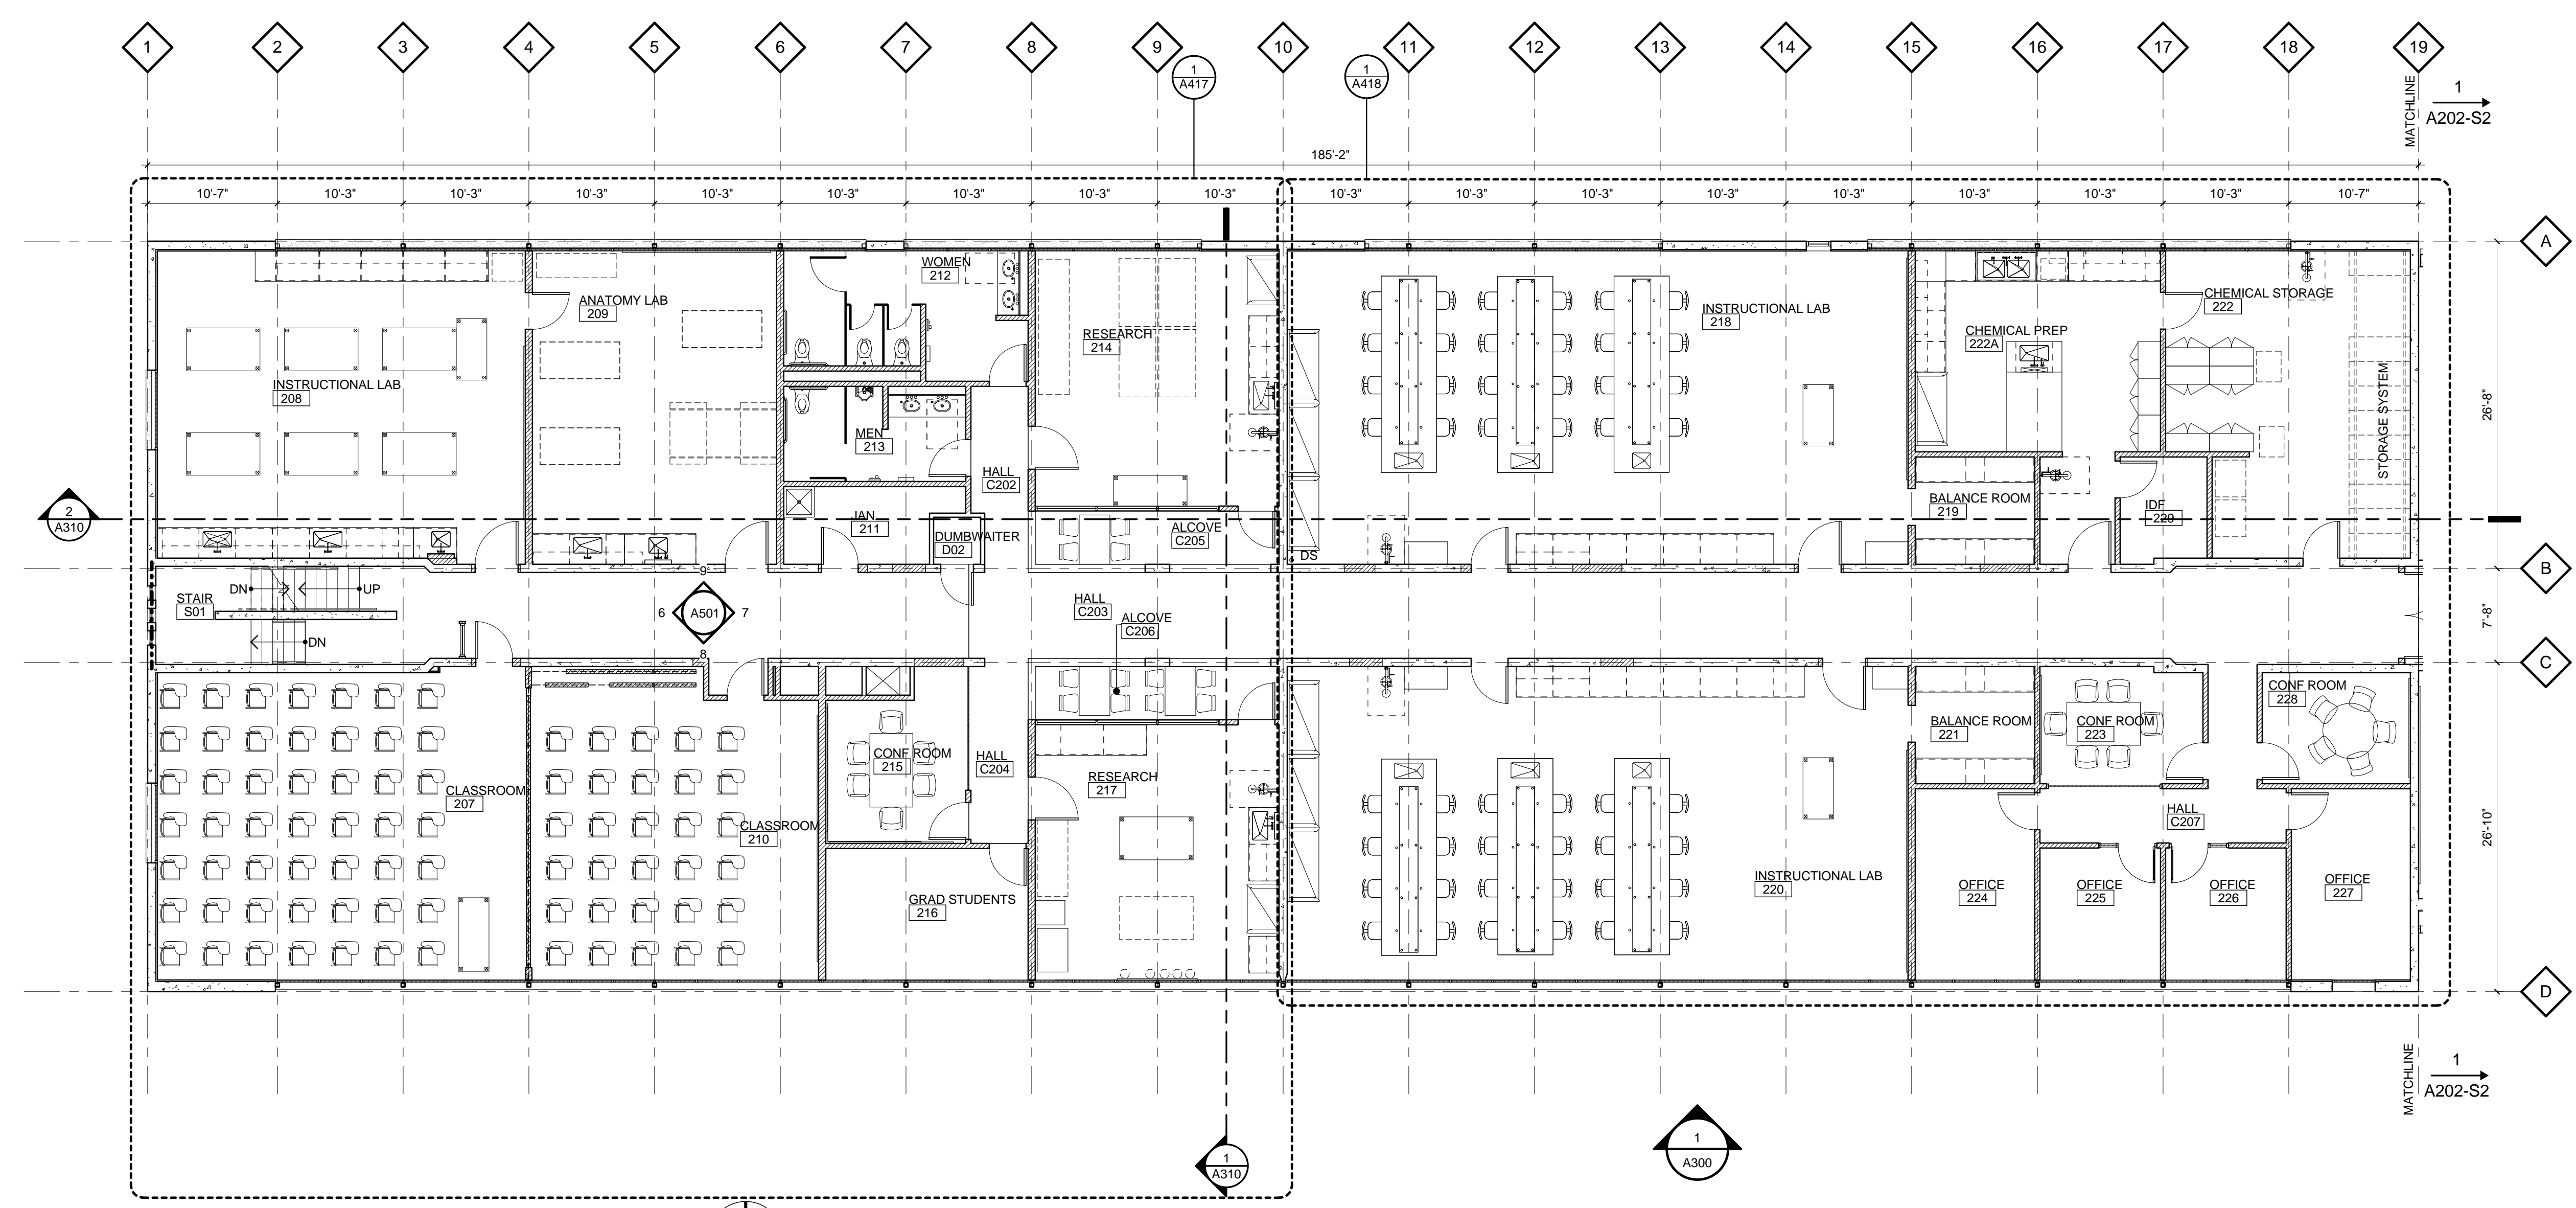 1 2 3 4 5 6 7 8 9 10 11 12 13 14 15 16 17 18 19
1
A417
1
A418
MATCHLINE
1
A202-S2
185'-2"
10'-7" 10'-3" 10'-3" 10'-3" 10'-3" 10'-3" 10'-3" 10'-3" 10'-3" 10'-3" 10'-3" 10'-3" 10'-3" 10'-3" 10'-3" 10'-3" 10'-3" 10'-7"
A
WOMEN
212
ANATOMY LAB
209
INSTRUCTIONAL LAB
208
RESEARCH
214
INSTRUCTIONAL LAB
218
CHEMICAL PREP
222A
CHEMICAL STORAGE
222
STORAGE SYSTEM
26'-8"
MEN
213
HALL
C202
JAN
211
DUMBWAITER
D02
ALCOVE
C205
BALANCE ROOM
219
IDF
229
2
A310
DS
B
STAIR
S01
DN
UP
DN
9
6
A501
7
8
HALL
C203
ALCOVE
C206
7'-8"
C
CLASSROOM
207
CLASSROOM
210
CONF ROOM
215
HALL
C204
RESEARCH
217
GRAD STUDENTS
216
INSTRUCTIONAL LAB
220
BALANCE ROOM
221
CONF ROOM
223
CONF ROOM
228
HALL
C207
OFFICE
224
OFFICE
225
OFFICE
226
OFFICE
227
26'-10"
D
MATCHLINE
1
A202-S2
1
A310
1
A300